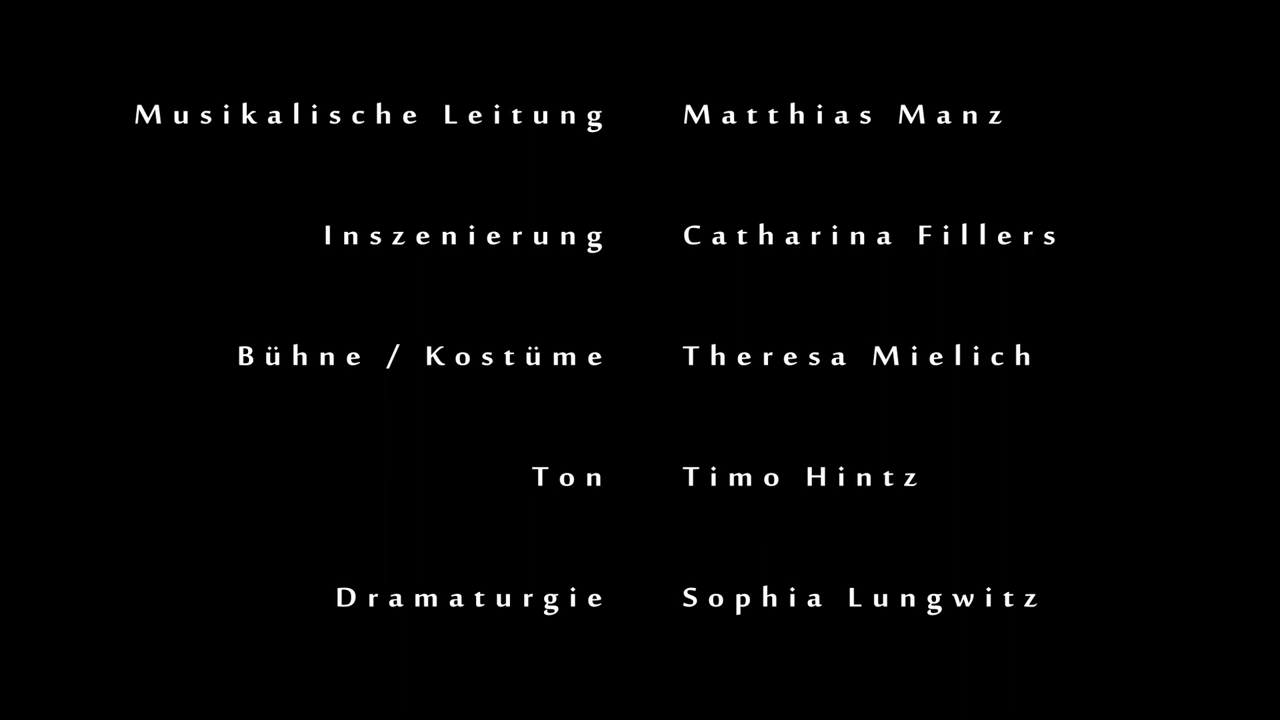 Musikalische Leitung Matthias Manz
Inszenierung Catharina Fillers
Bühne / Kostüme Theresa Mielich
Ton Timo Hintz
Dramaturgie Sophia Lungwitz